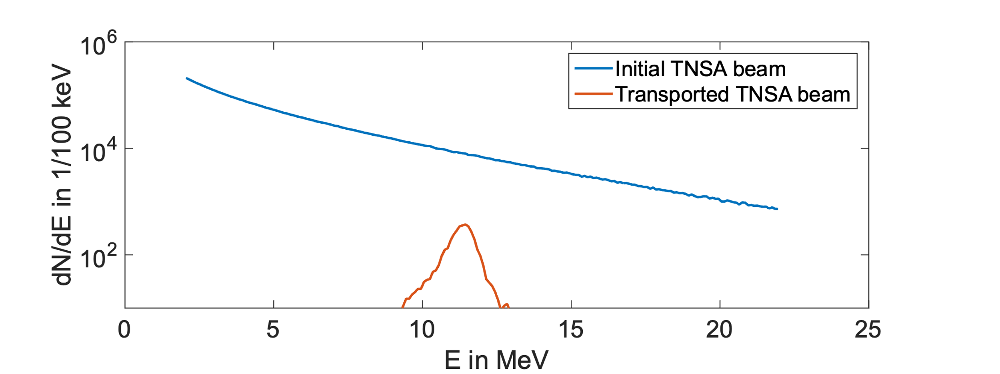 10^6
10^4
10^2
dN/dE in 1/100 keV
Initial TNSA beam
Transported TNSA beam
0 5 10 15 20 25
E in MeV